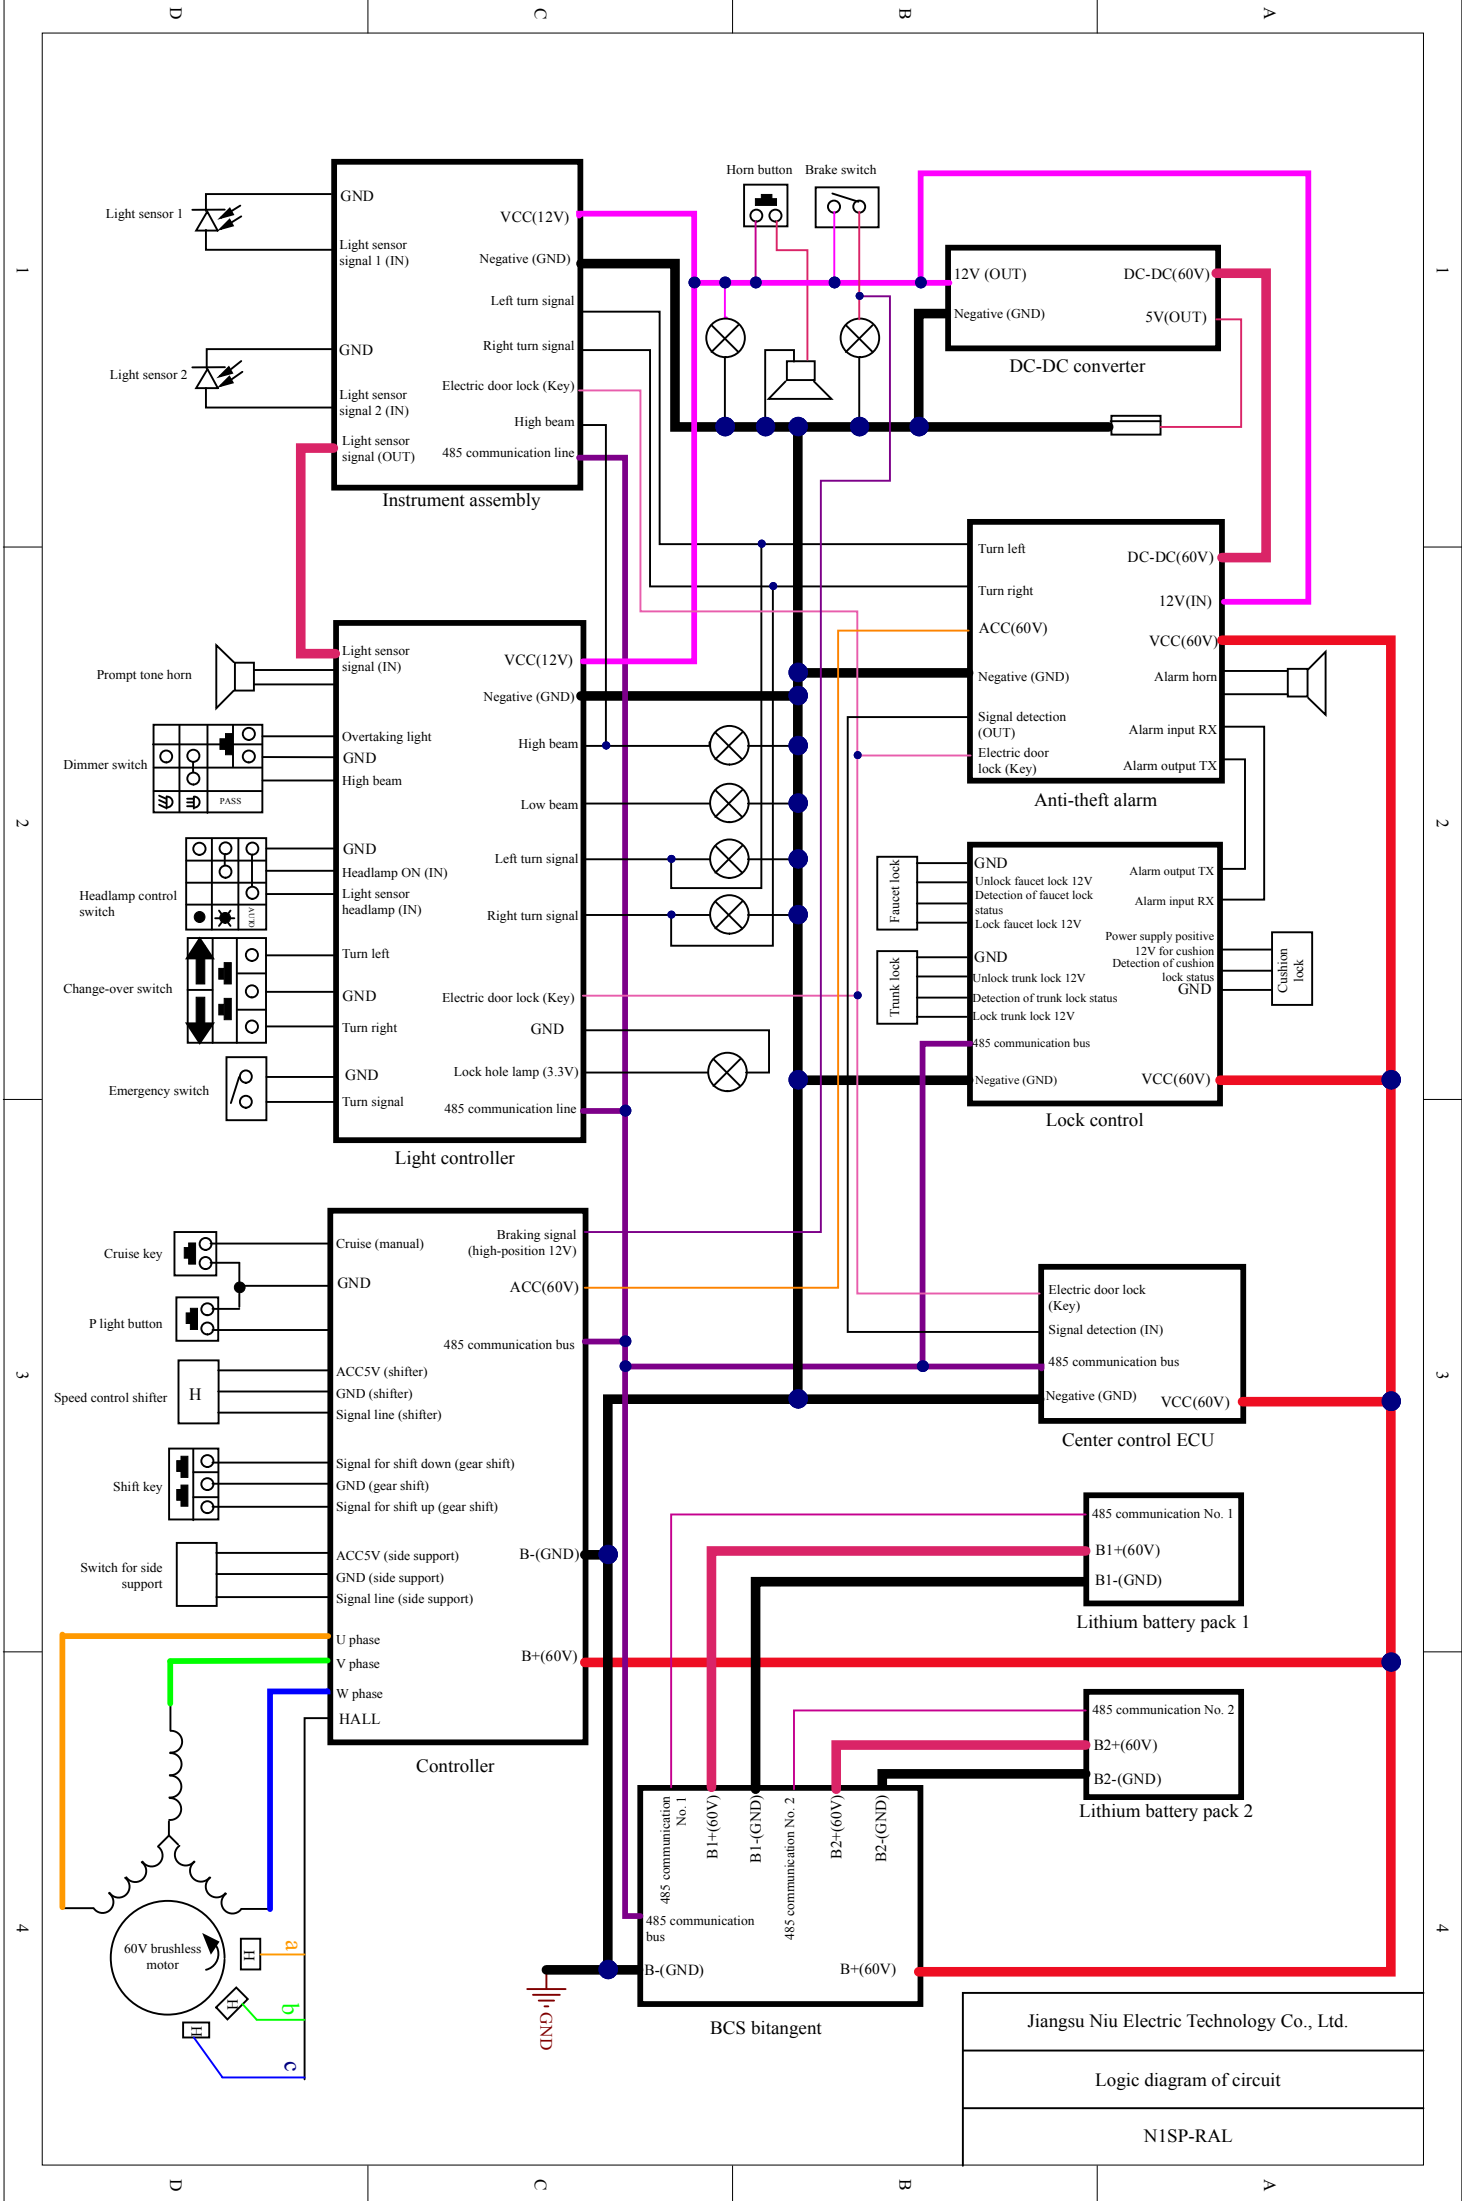 D
C
B
A
1
1
2
2
3
3
4
4
Light sensor 1
GND
Light sensor
signal 1 (IN)
Light sensor 2
GND
Light sensor
signal 2 (IN)
Light sensor
signal (OUT)
VCC(12V)
Negative (GND)
Left turn signal
Right turn signal
Electric door lock (Key)
High beam
485 communication line
Instrument assembly
Horn button
Brake switch
12V (OUT)
Negative (GND)
DC-DC(60V)
5V(OUT)
DC-DC converter
Turn left
Turn right
ACC(60V)
Negative (GND)
Signal detection
(OUT)
Electric door
lock (Key)
DC-DC(60V)
12V(IN)
VCC(60V)
Alarm horn
Alarm input RX
Alarm output TX
Anti-theft alarm
Prompt tone horn
Dimmer switch
PASS
Headlamp control
switch
AUTO
Change-over switch
Emergency switch
Light sensor
signal (IN)
Overtaking light
GND
High beam
GND
Headlamp ON (IN)
Light sensor
headlamp (IN)
Turn left
GND
Turn right
GND
Turn signal
VCC(12V)
Negative (GND)
High beam
Low beam
Left turn signal
Right turn signal
Electric door lock (Key)
GND
Lock hole lamp (3.3V)
485 communication line
Light controller
Faucet lock
Trunk lock
GND
Unlock faucet lock 12V
Detection of faucet lock
status
Lock faucet lock 12V
GND
Unlock trunk lock 12V
Detection of trunk lock status
Lock trunk lock 12V
485 communication bus
Negative (GND)
Alarm output TX
Alarm input RX
Power supply positive
12V for cushion
Detection of cushion
lock status
GND
VCC(60V)
Cushion
lock
Lock control
Cruise key
P light button
Speed control shifter
H
Shift key
Switch for side
support
Cruise (manual)
GND
ACC5V (shifter)
GND (shifter)
Signal line (shifter)
Signal for shift down (gear shift)
GND (gear shift)
Signal for shift up (gear shift)
ACC5V (side support)
GND (side support)
Signal line (side support)
U phase
V phase
W phase
HALL
Braking signal
(high-position 12V)
ACC(60V)
485 communication bus
B-(GND)
B+(60V)
Controller
Electric door lock
(Key)
Signal detection (IN)
485 communication bus
Negative (GND)
VCC(60V)
Center control ECU
485 communication No. 1
B1+(60V)
B1-(GND)
Lithium battery pack 1
485 communication No. 2
B2+(60V)
B2-(GND)
Lithium battery pack 2
485 communication
No. 1
B1+(60V)
B1-(GND)
485 communication No. 2
B2+(60V)
B2-(GND)
485 communication
bus
B-(GND)
B+(60V)
BCS bitangent
GND
60V brushless
motor
H
H
H
a
b
c
Jiangsu Niu Electric Technology Co., Ltd.
Logic diagram of circuit
N1SP-RAL
D
C
B
A